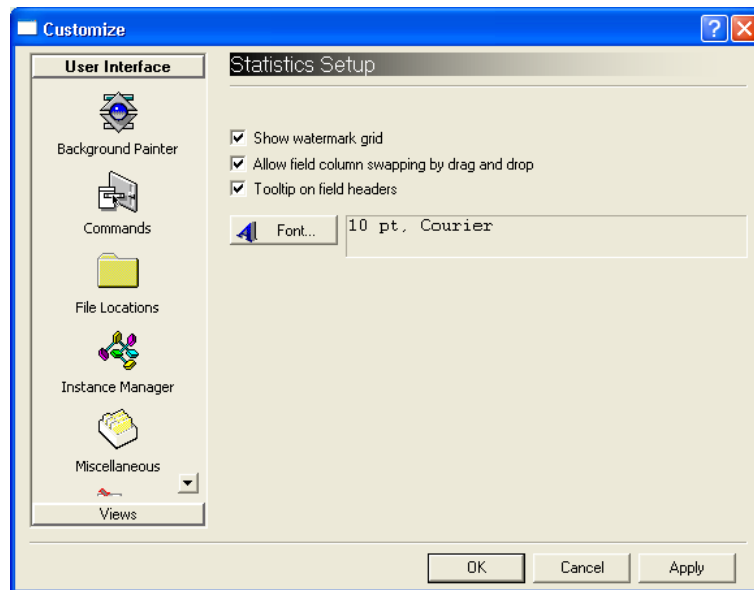 Customize
User Interface
Background Painter
Commands
File Locations
Instance Manager
Miscellaneous
Views
Statistics Setup
Show watermark grid
Allow field column swapping by drag and drop
Tooltip on field headers
Font...
10 pt, Courier
OK
Cancel
Apply